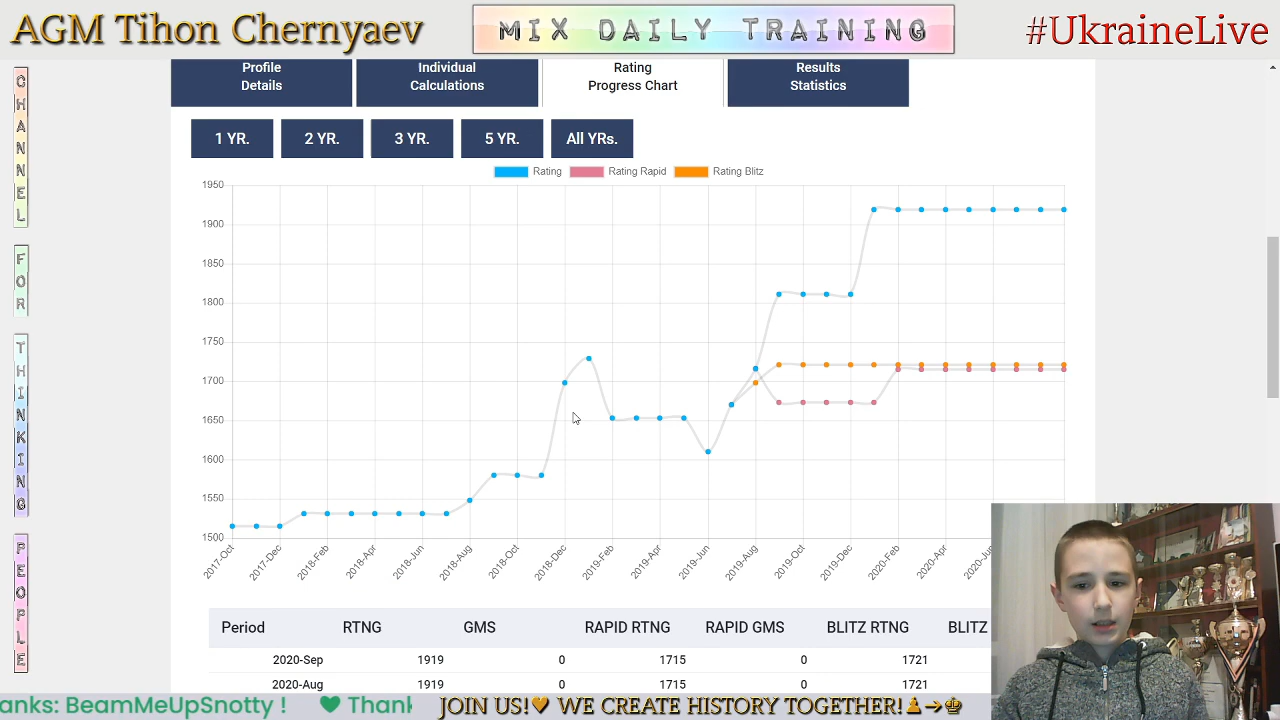 AGM Tihon Chernyaev
MIX DAILY TRAINING
#UkraineLive
CHANNEL
FOR
THINKING
PEOPLE
Profile
Details
Individual
Calculations
Rating
Progress Chart
Results
Statistics
1 YR.
2 YR.
3 YR.
5 YR.
All YRs.
Rating
Rating Rapid
Rating Blitz
1950
1900
1850
1800
1750
1700
1650
1600
1550
1500
2017-Oct
2017-Dec
2018-Feb
2018-Apr
2018-Jun
2018-Aug
2018-Oct
2018-Dec
2019-Feb
2019-Apr
2019-Jun
2019-Aug
2019-Oct
2019-Dec
2020-Feb
2020-Apr
2020-Jun
Period RTNG GMS RAPID RTNG RAPID GMS BLITZ RTNG BLITZ
2020-Sep 1919 0 1715 0 1721
2020-Aug 1919 0 1715 0 1721
anks: BeamMeUpSnotty ! 💚 Thank
JOIN US!🧡 WE CREATE HISTORY TOGETHER!♟→♚